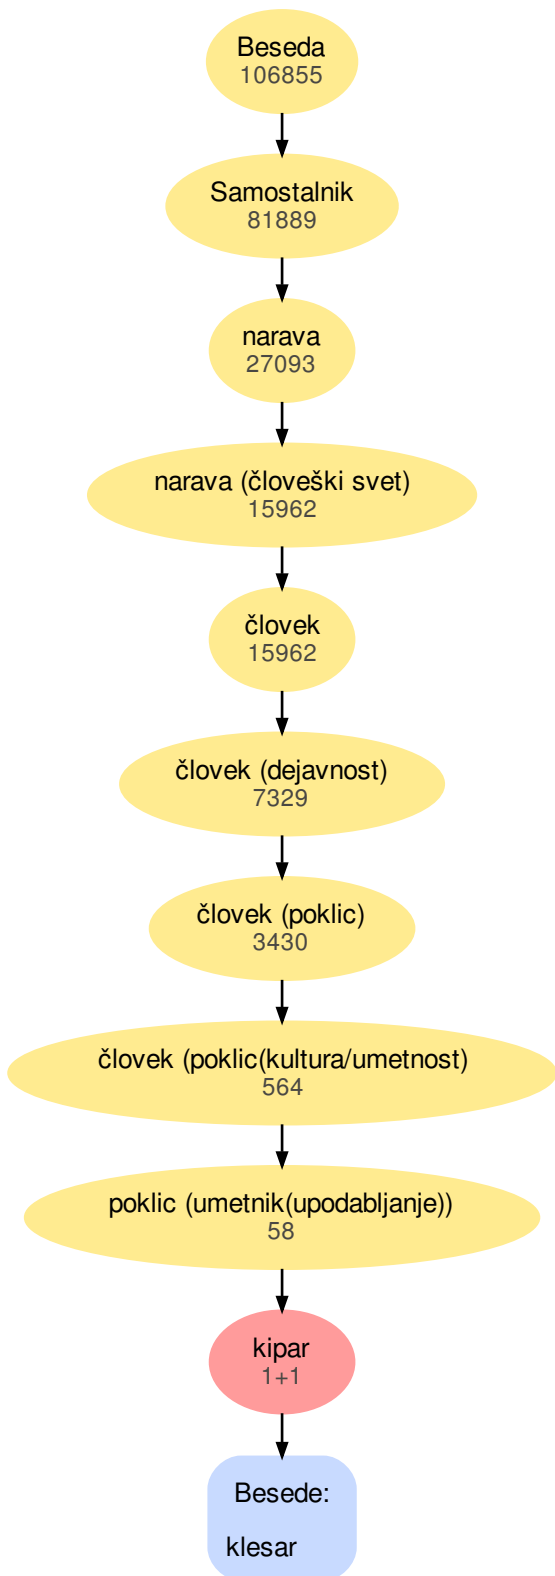 Beseda
106855
Samostalnik
81889
narava
27093
narava (človeški svet)
15962
človek
15962
človek (dejavnost)
7329
človek (poklic)
3430
človek (poklic(kultura/umetnost)
564
poklic (umetnik(upodabljanje))
58
kipar
1+1
Besede:
klesar